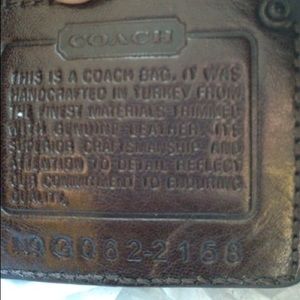 COACH
THIS IS A COACH BAG. IT WAS
HANDCRAFTED IN TURKEY FROM
THE FINEST MATERIALS TRIMMED
WITH GENUINE LEATHER. ITS
SUPERIOR CRAFTSMANSHIP AND
ATTENTION TO DETAIL REFLECT
OUR COMMITMENT TO ENDURING
QUALITY.
062-2158